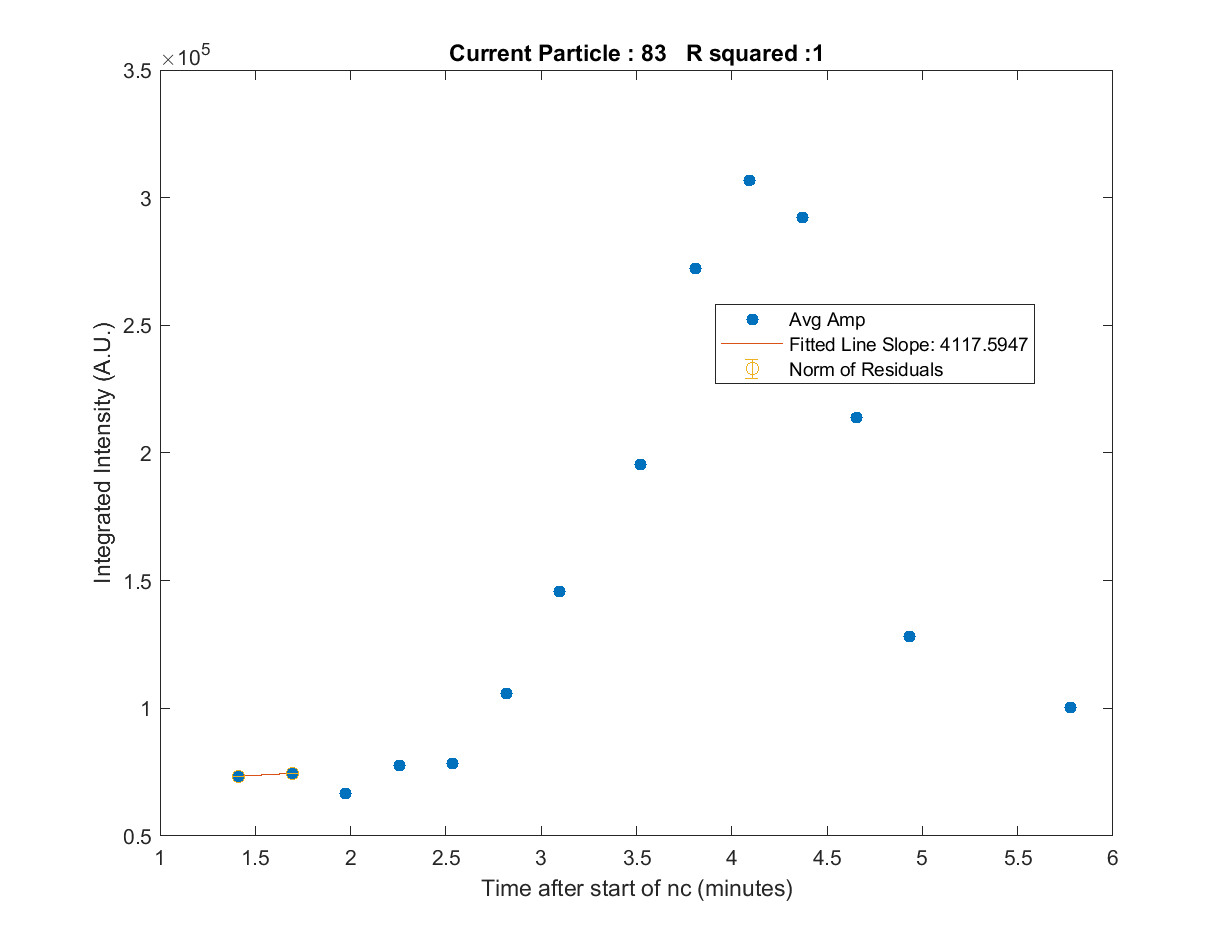 Current Particle : 83 R squared :1
×10^5
3.5
3
2.5
2
1.5
1
0.5
Integrated Intensity (A.U.)
Avg Amp
Fitted Line Slope: 4117.5947
Norm of Residuals
1 1.5 2 2.5 3 3.5 4 4.5 5 5.5 6
Time after start of nc (minutes)